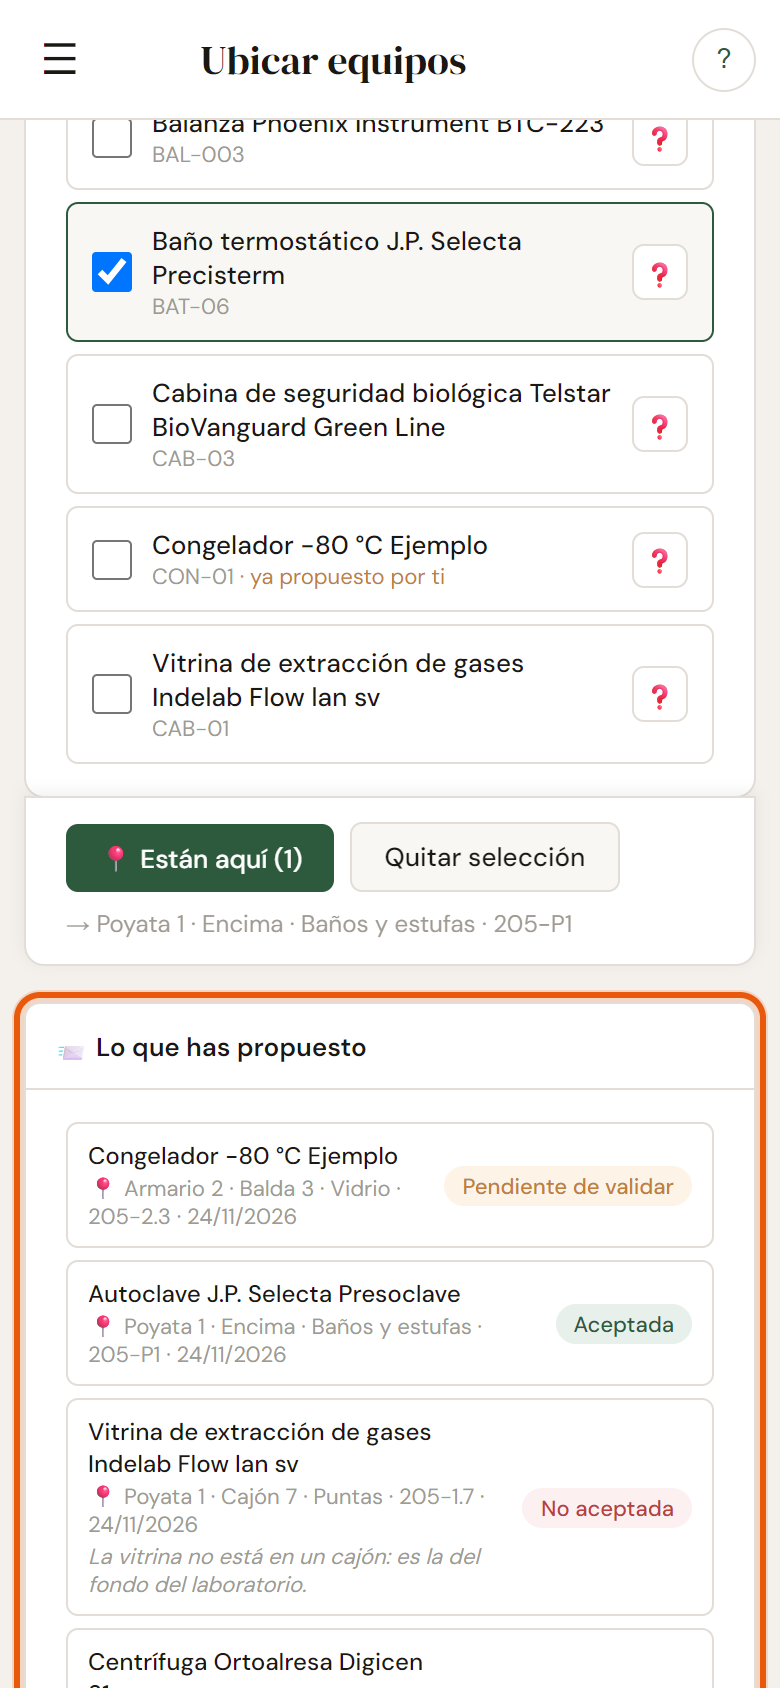 Ubicar equipos
?
Balanza Phoenix Instrument BTC-223
BAL-003
Baño termostático J.P. Selecta
Precisterm
BAT-06
Cabina de seguridad biológica Telstar
BioVanguard Green Line
CAB-03
Congelador -80 °C Ejemplo
CON-01 · ya propuesto por ti
Vitrina de extracción de gases
Indelab Flow lan sv
CAB-01
Están aquí (1)
Quitar selección
→ Poyata 1 · Encima · Baños y estufas · 205-P1
Lo que has propuesto
Congelador -80 °C Ejemplo
Armario 2 · Balda 3 · Vidrio ·
205-2.3 · 24/11/2026
Pendiente de validar
Autoclave J.P. Selecta Presoclave
Poyata 1 · Encima · Baños y estufas ·
205-P1 · 24/11/2026
Aceptada
Vitrina de extracción de gases
Indelab Flow lan sv
Poyata 1 · Cajón 7 · Puntas · 205-1.7 ·
24/11/2026
La vitrina no está en un cajón: es la del
fondo del laboratorio.
No aceptada
Centrífuga Ortoalresa Digicen